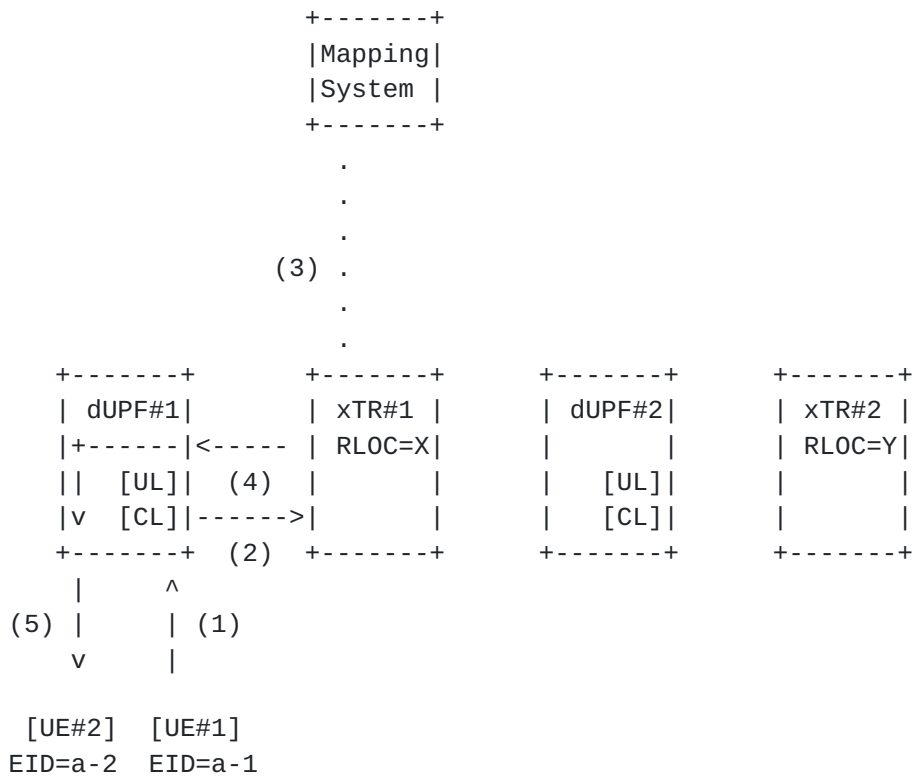 +-------+
                  |Mapping|
                  |System |
                  +-------+
                    .
                    .
                    .
                (3) .
                    .
                    .
   +-------+      +-------+      +-------+      +-------+
   | dUPF#1|      | xTR#1 |      | dUPF#2|      | xTR#2 |
   |+------|<----- | RLOC=X|      |       |      | RLOC=Y|
   ||  [UL]|  (4)  |       |      |   [UL]|      |       |
   |v  [CL]|------>|       |      |   [CL]|      |       |
   +-------+  (2)  +-------+      +-------+      +-------+
    |     ^
(5) |     | (1)
    v     |
 [UE#2]  [UE#1]
EID=a-2  EID=a-1